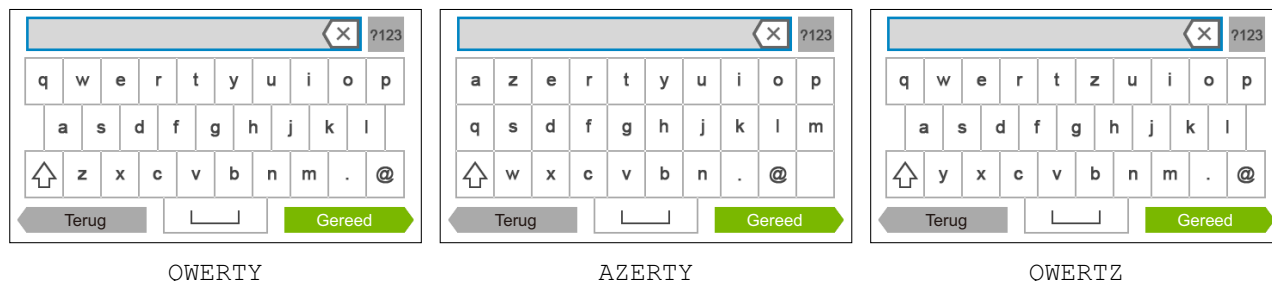 ?123
q w e r t y u i o p
a s d f g h j k l
z x c v b n m . @
Terug Gereed
QWERTY
?123
a z e r t y u i o p
q s d f g h j k l m
w x c v b n . @
Terug Gereed
AZERTY
?123
q w e r t z u i o p
a s d f g h j k l
y x c v b n m . @
Terug Gereed
QWERTZ